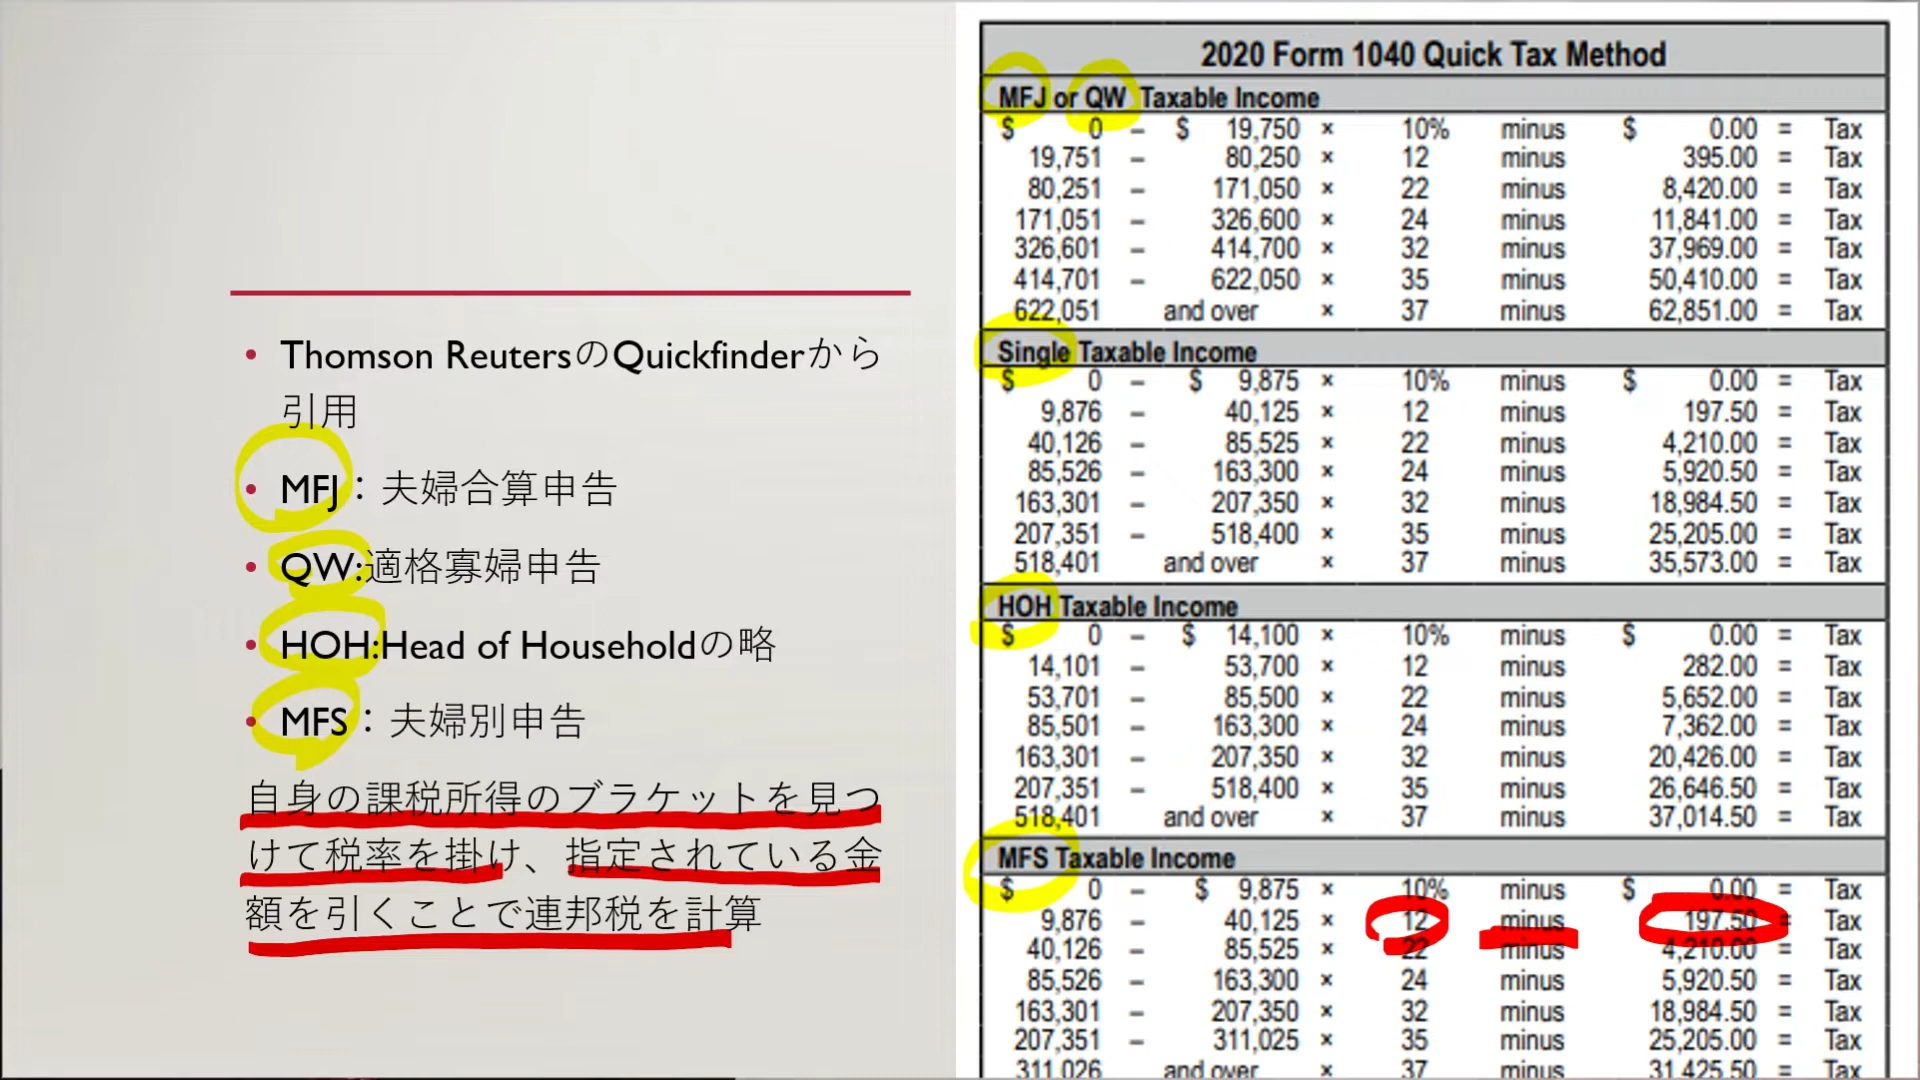 • Thomson ReutersのQuickfinderから
引用
• MFJ：夫婦合算申告
• QW:適格寡婦申告
• HOH:Head of Householdの略
• MFS：夫婦別申告
自身の課税所得のブラケットを見つ
けて税率を掛け、指定されている金
額を引くことで連邦税を計算
2020 Form 1040 Quick Tax Method
MFJ or QW Taxable Income
$ 0 – $ 19,750 × 10% minus $ 0.00 = Tax
19,751 – 80,250 × 12 minus 395.00 = Tax
80,251 – 171,050 × 22 minus 8,420.00 = Tax
171,051 – 326,600 × 24 minus 11,841.00 = Tax
326,601 – 414,700 × 32 minus 37,969.00 = Tax
414,701 – 622,050 × 35 minus 50,410.00 = Tax
622,051 and over × 37 minus 62,851.00 = Tax
Single Taxable Income
$ 0 – $ 9,875 × 10% minus $ 0.00 = Tax
9,876 – 40,125 × 12 minus 197.50 = Tax
40,126 – 85,525 × 22 minus 4,210.00 = Tax
85,526 – 163,300 × 24 minus 5,920.50 = Tax
163,301 – 207,350 × 32 minus 18,984.50 = Tax
207,351 – 518,400 × 35 minus 25,205.00 = Tax
518,401 and over × 37 minus 35,573.00 = Tax
HOH Taxable Income
$ 0 – $ 14,100 × 10% minus $ 0.00 = Tax
14,101 – 53,700 × 12 minus 282.00 = Tax
53,701 – 85,500 × 22 minus 5,652.00 = Tax
85,501 – 163,300 × 24 minus 7,362.00 = Tax
163,301 – 207,350 × 32 minus 20,426.00 = Tax
207,351 – 518,400 × 35 minus 26,646.50 = Tax
518,401 and over × 37 minus 37,014.50 = Tax
MFS Taxable Income
$ 0 – $ 9,875 × 10% minus $ 0.00 = Tax
9,876 – 40,125 × 12 minus 197.50 = Tax
40,126 – 85,525 × 22 minus 4,210.00 = Tax
85,526 – 163,300 × 24 minus 5,920.50 = Tax
163,301 – 207,350 × 32 minus 18,984.50 = Tax
207,351 – 311,025 × 35 minus 25,205.00 = Tax
311,026 and over × 37 minus 31,425.50 = Tax